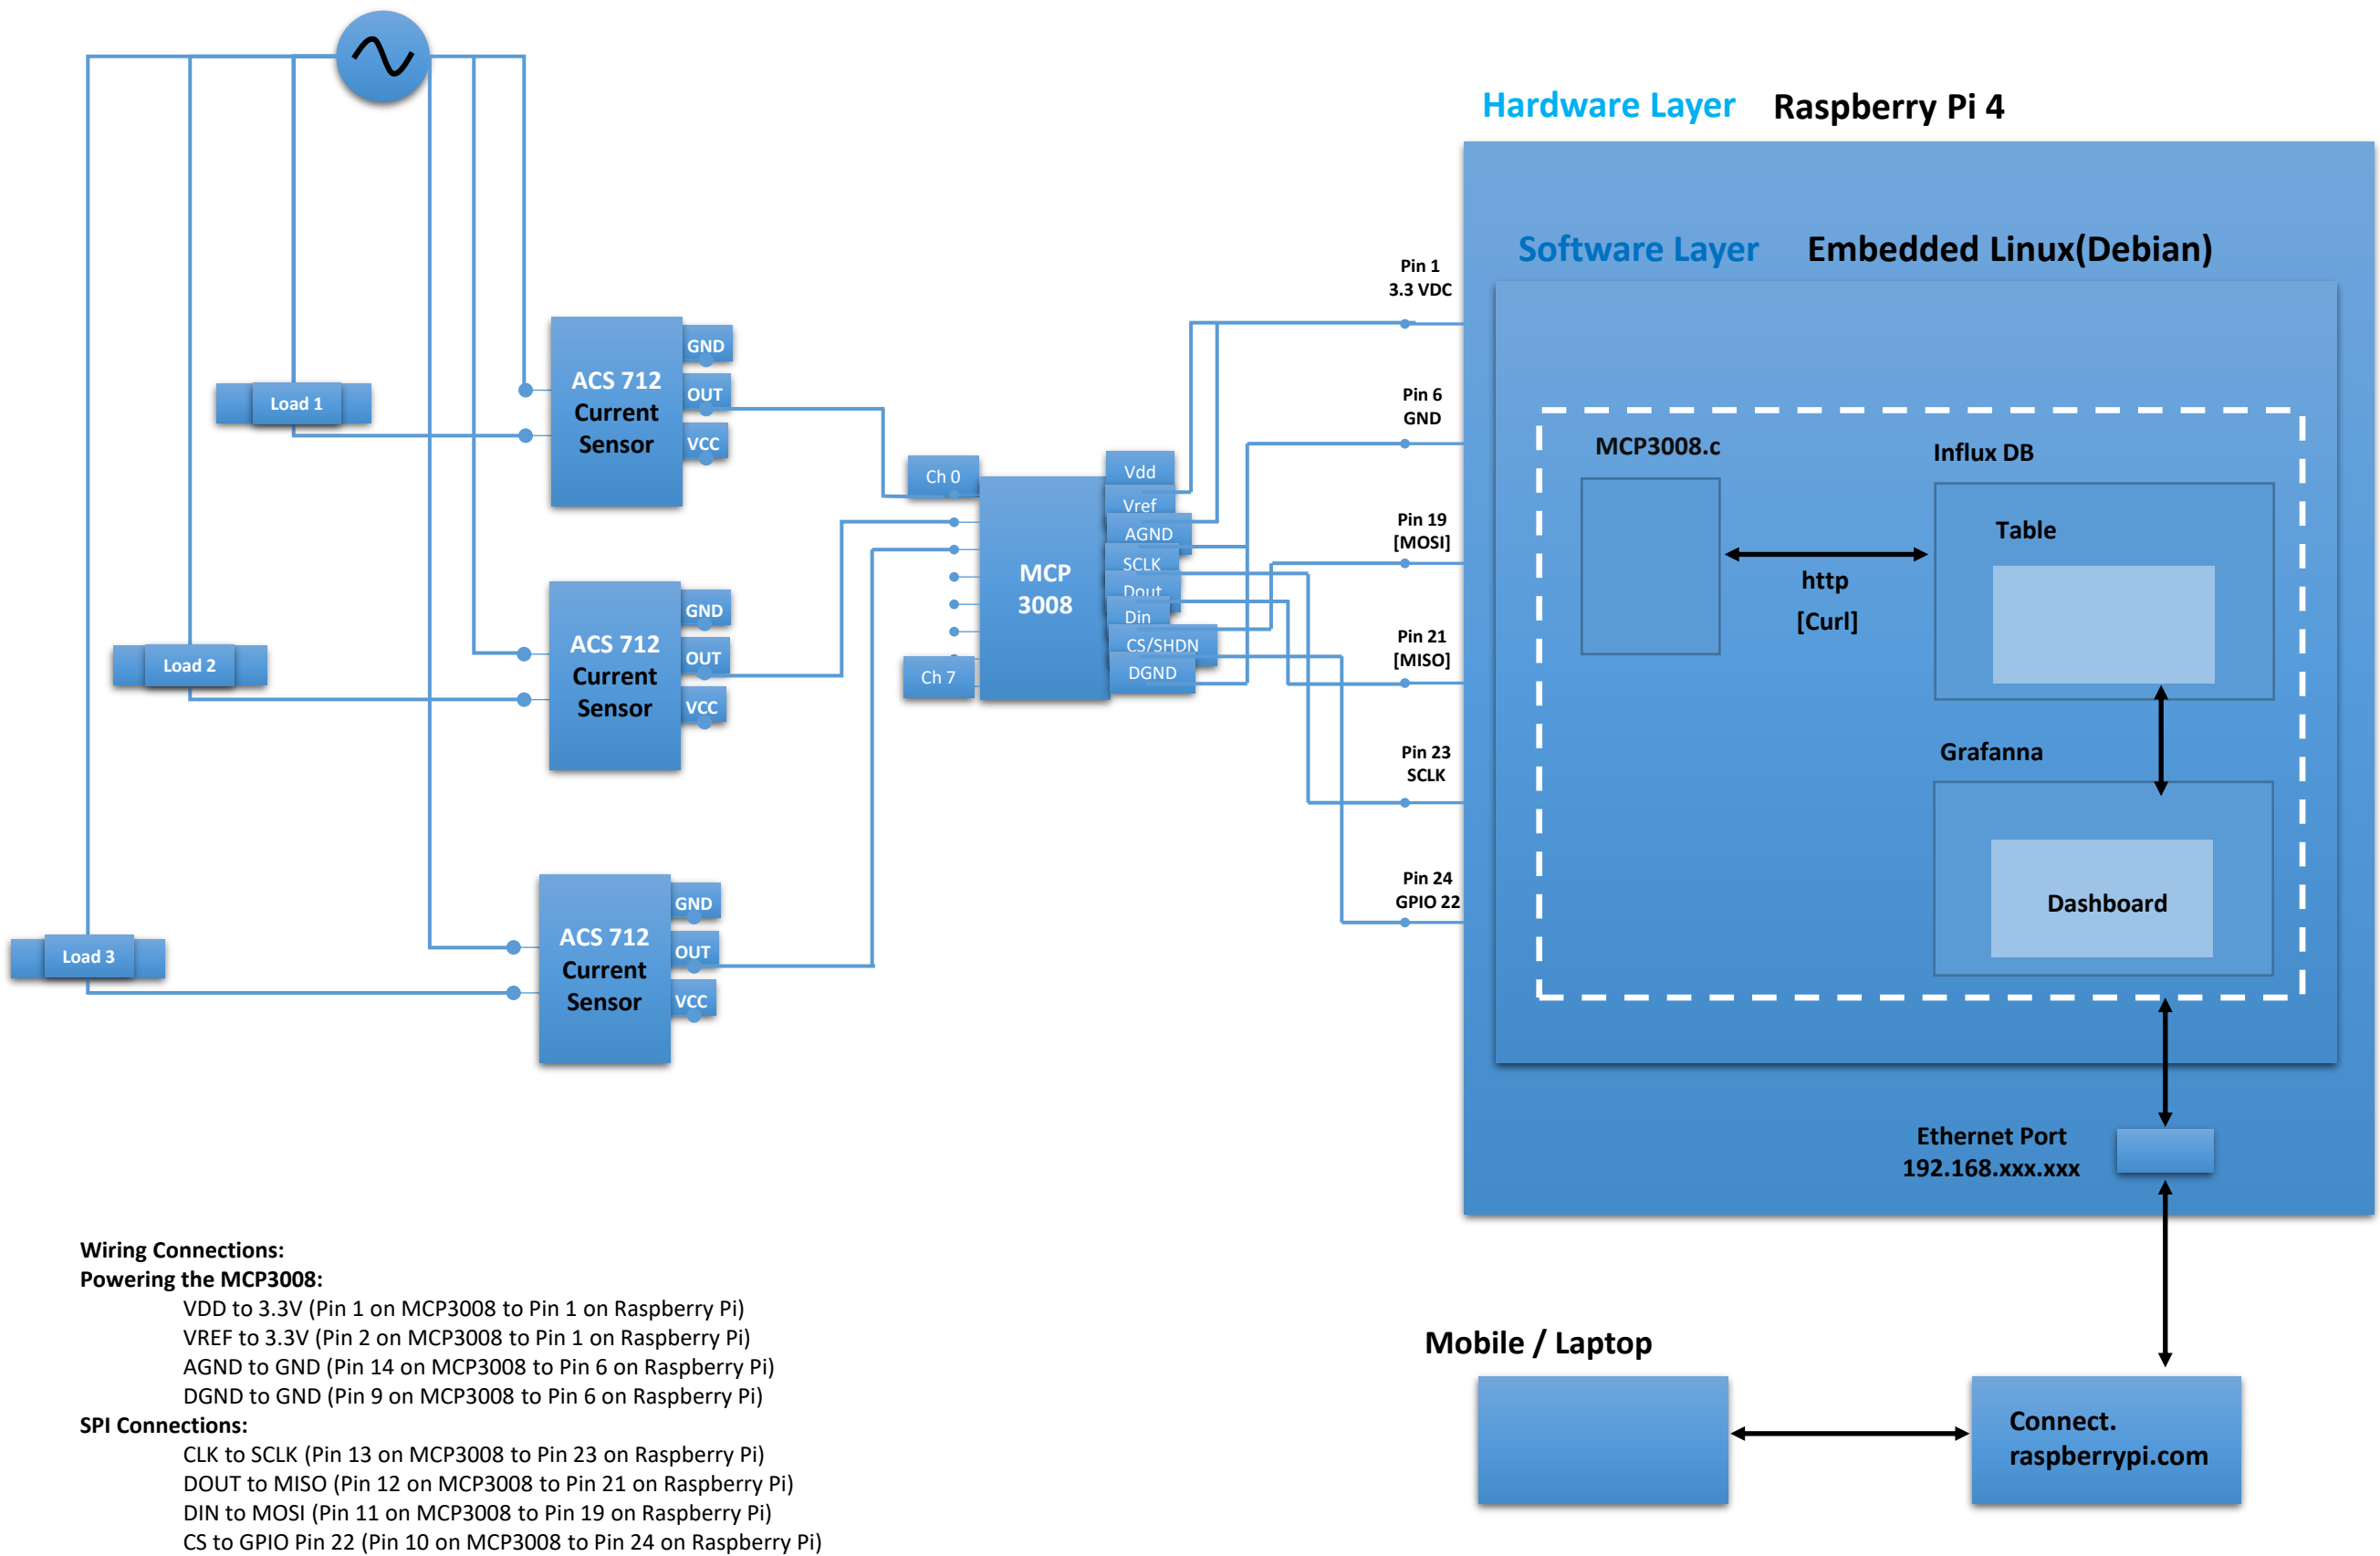 Hardware Layer Raspberry Pi 4
Software Layer Embedded Linux(Debian)
Load 1
Load 2
Load 3
ACS 712
Current
Sensor
GND
OUT
VCC
ACS 712
Current
Sensor
GND
OUT
VCC
ACS 712
Current
Sensor
GND
OUT
VCC
Ch 0
Ch 7
MCP
3008
Vdd
Vref
AGND
SCLK
Dout
Din
CS/SHDN
DGND
Pin 1
3.3 VDC
Pin 6
GND
Pin 19
[MOSI]
Pin 21
[MISO]
Pin 23
SCLK
Pin 24
GPIO 22
MCP3008.c
http
[Curl]
Influx DB
Table
Grafanna
Dashboard
Ethernet Port
192.168.xxx.xxx
Mobile / Laptop
Connect.
raspberrypi.com
Wiring Connections:
Powering the MCP3008:
VDD to 3.3V (Pin 1 on MCP3008 to Pin 1 on Raspberry Pi)
VREF to 3.3V (Pin 2 on MCP3008 to Pin 1 on Raspberry Pi)
AGND to GND (Pin 14 on MCP3008 to Pin 6 on Raspberry Pi)
DGND to GND (Pin 9 on MCP3008 to Pin 6 on Raspberry Pi)
SPI Connections:
CLK to SCLK (Pin 13 on MCP3008 to Pin 23 on Raspberry Pi)
DOUT to MISO (Pin 12 on MCP3008 to Pin 21 on Raspberry Pi)
DIN to MOSI (Pin 11 on MCP3008 to Pin 19 on Raspberry Pi)
CS to GPIO Pin 22 (Pin 10 on MCP3008 to Pin 24 on Raspberry Pi)